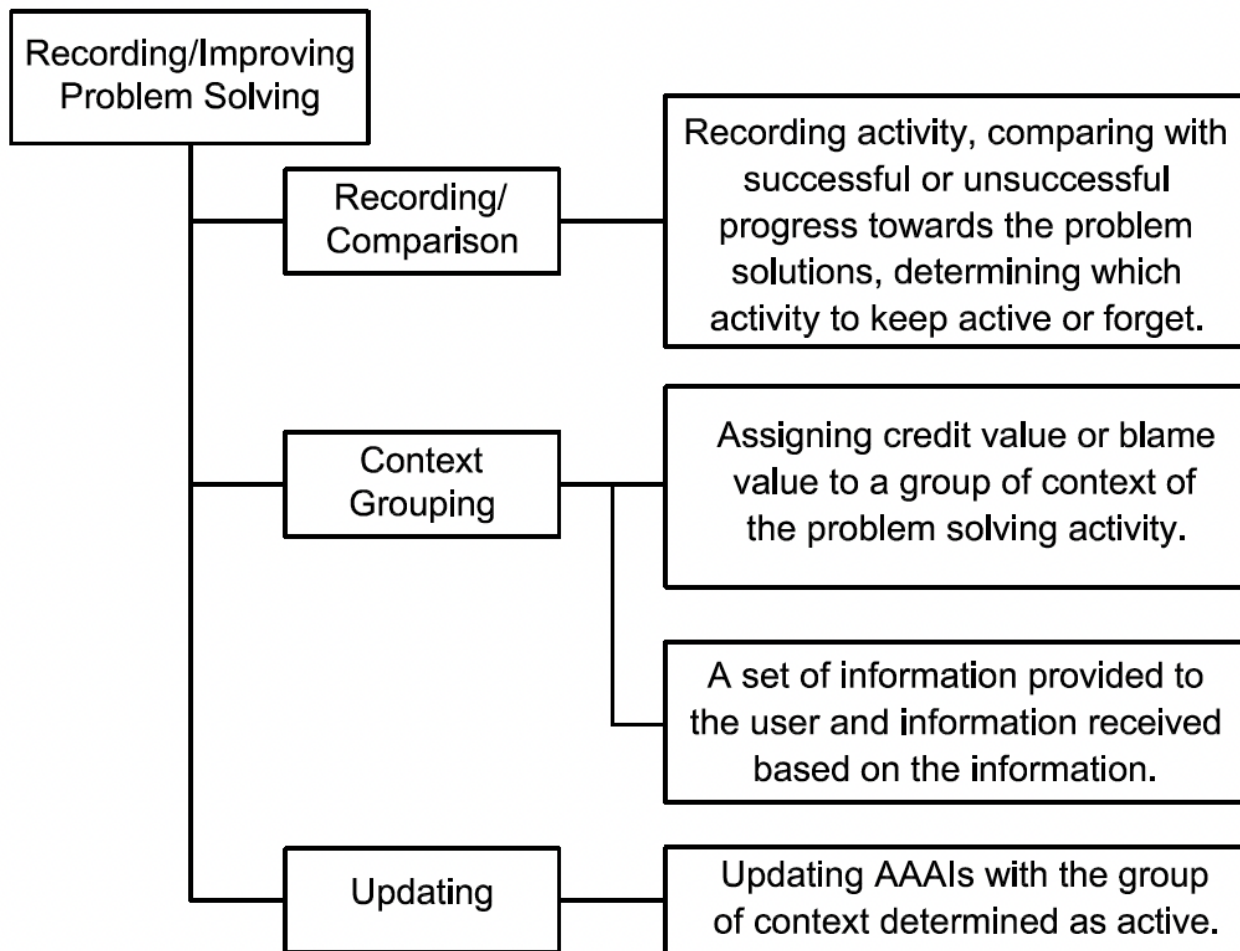 Recording/Improving
Problem Solving
Recording/
Comparison
Recording activity, comparing with
successful or unsuccessful
progress towards the problem
solutions, determining which
activity to keep active or forget.
Context
Grouping
Assigning credit value or blame
value to a group of context of
the problem solving activity.
A set of information provided to
the user and information received
based on the information.
Updating
Updating AAAIs with the group
of context determined as active.